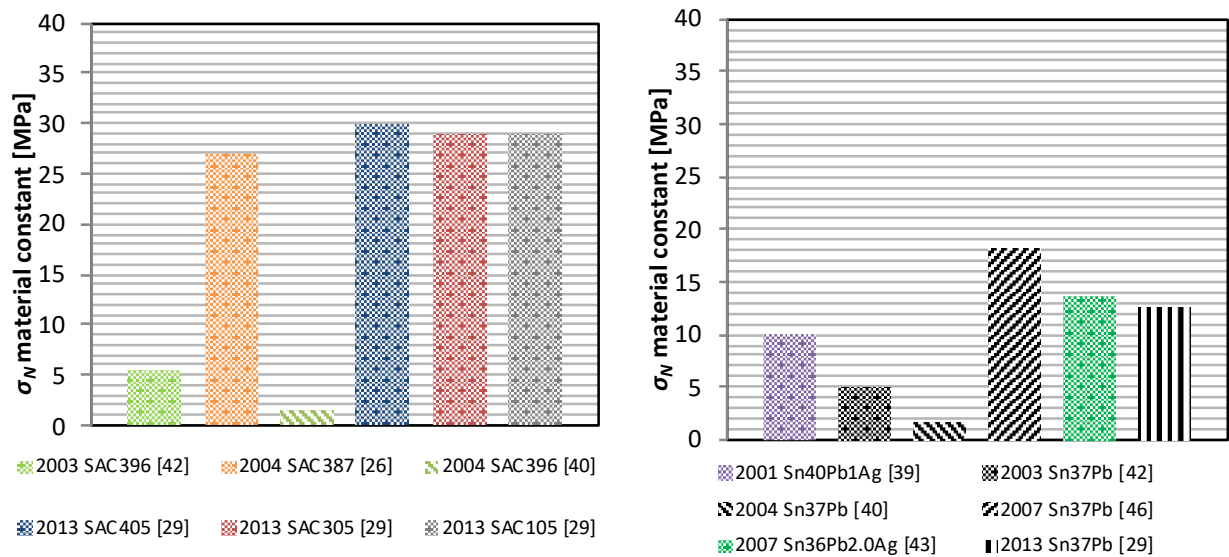 40
35
30
25
20
15
10
5
0
σN material constant [MPa]
2003 SAC396 [42] 2004 SAC387 [26] 2004 SAC396 [40]
2013 SAC405 [29] 2013 SAC305 [29] 2013 SAC105 [29]
40
35
30
25
20
15
10
5
0
σN material constant [MPa]
2001 Sn40Pb1Ag [39] 2003 Sn37Pb [42]
2004 Sn37Pb [40] 2007 Sn37Pb [46]
2007 Sn36Pb2.0Ag [43] 2013 Sn37Pb [29]